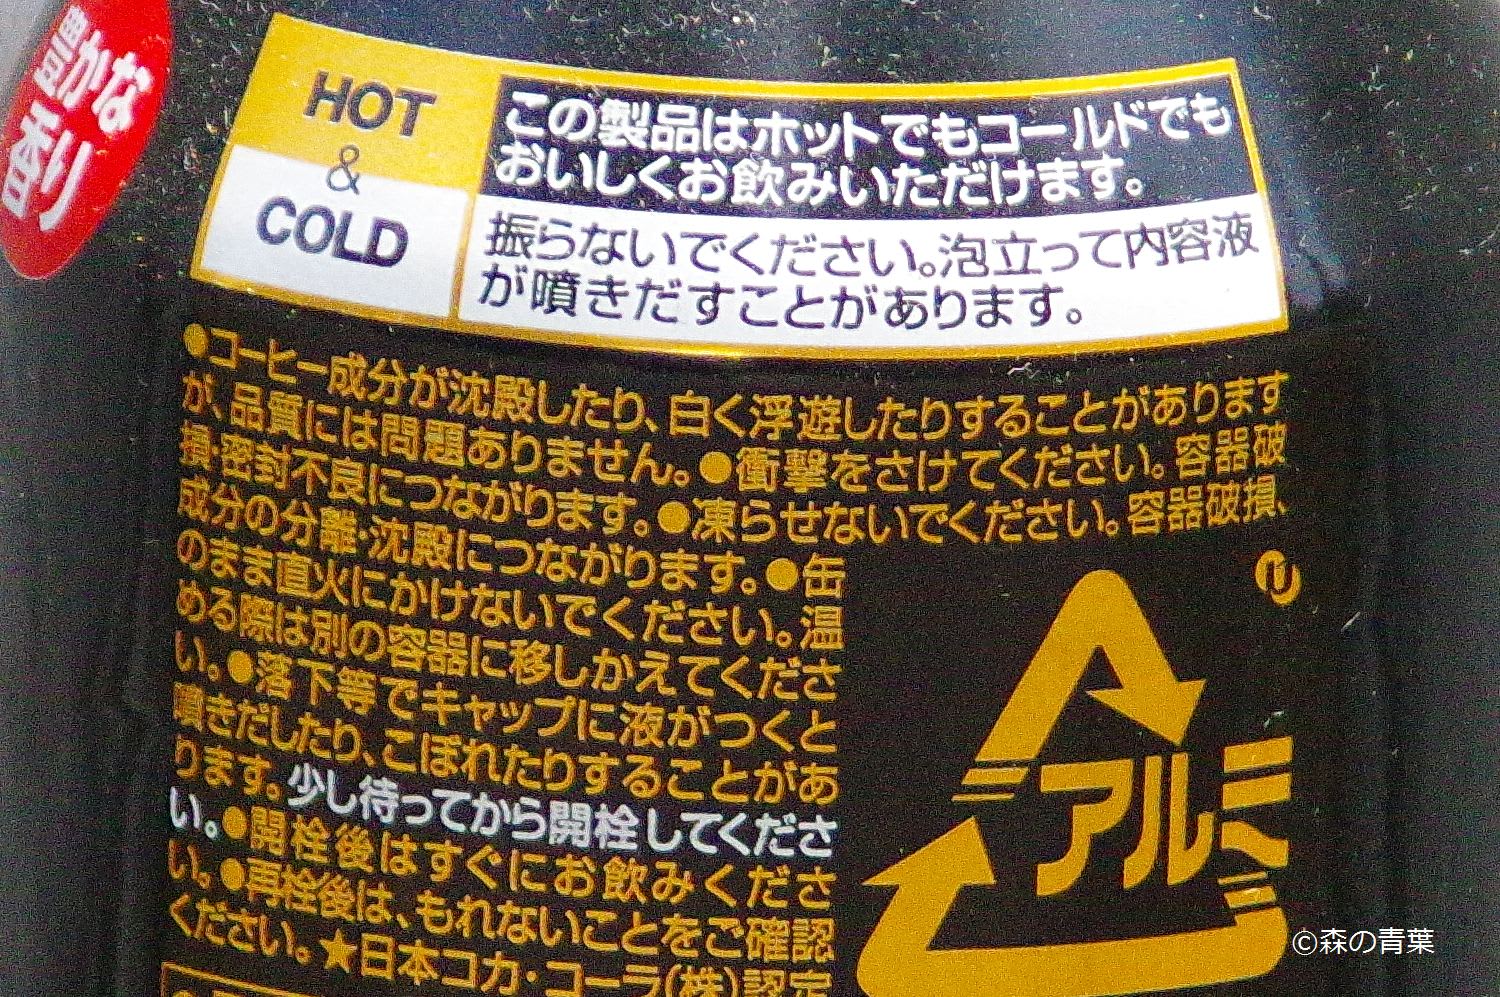 豊かな
香り
HOT
&
COLD
この製品はホットでもコールドでも
おいしくお飲みいただけます。
振らないでください。泡立って内容液
が噴きだすことがあります。
●コーヒー成分が沈殿したり、白く浮遊したりすることがあります
が、品質には問題ありません。●衝撃をさけてください。容器破
損・密封不良につながります。●凍らせないでください。容器破損、
成分の分離・沈殿につながります。●缶
のまま直火にかけないでください。温
める際は別の容器に移しかえてくださ
い。●落下等でキャップに液がつくと
噴きだしたり、こぼれたりすることがあ
ります。少し待ってから開栓してくださ
い。●開栓後はすぐにお飲みくださ
い。●再栓後は、もれないことをご確認
ください。★日本コカ・コーラ(株)認定
アルミ
©森の青葉